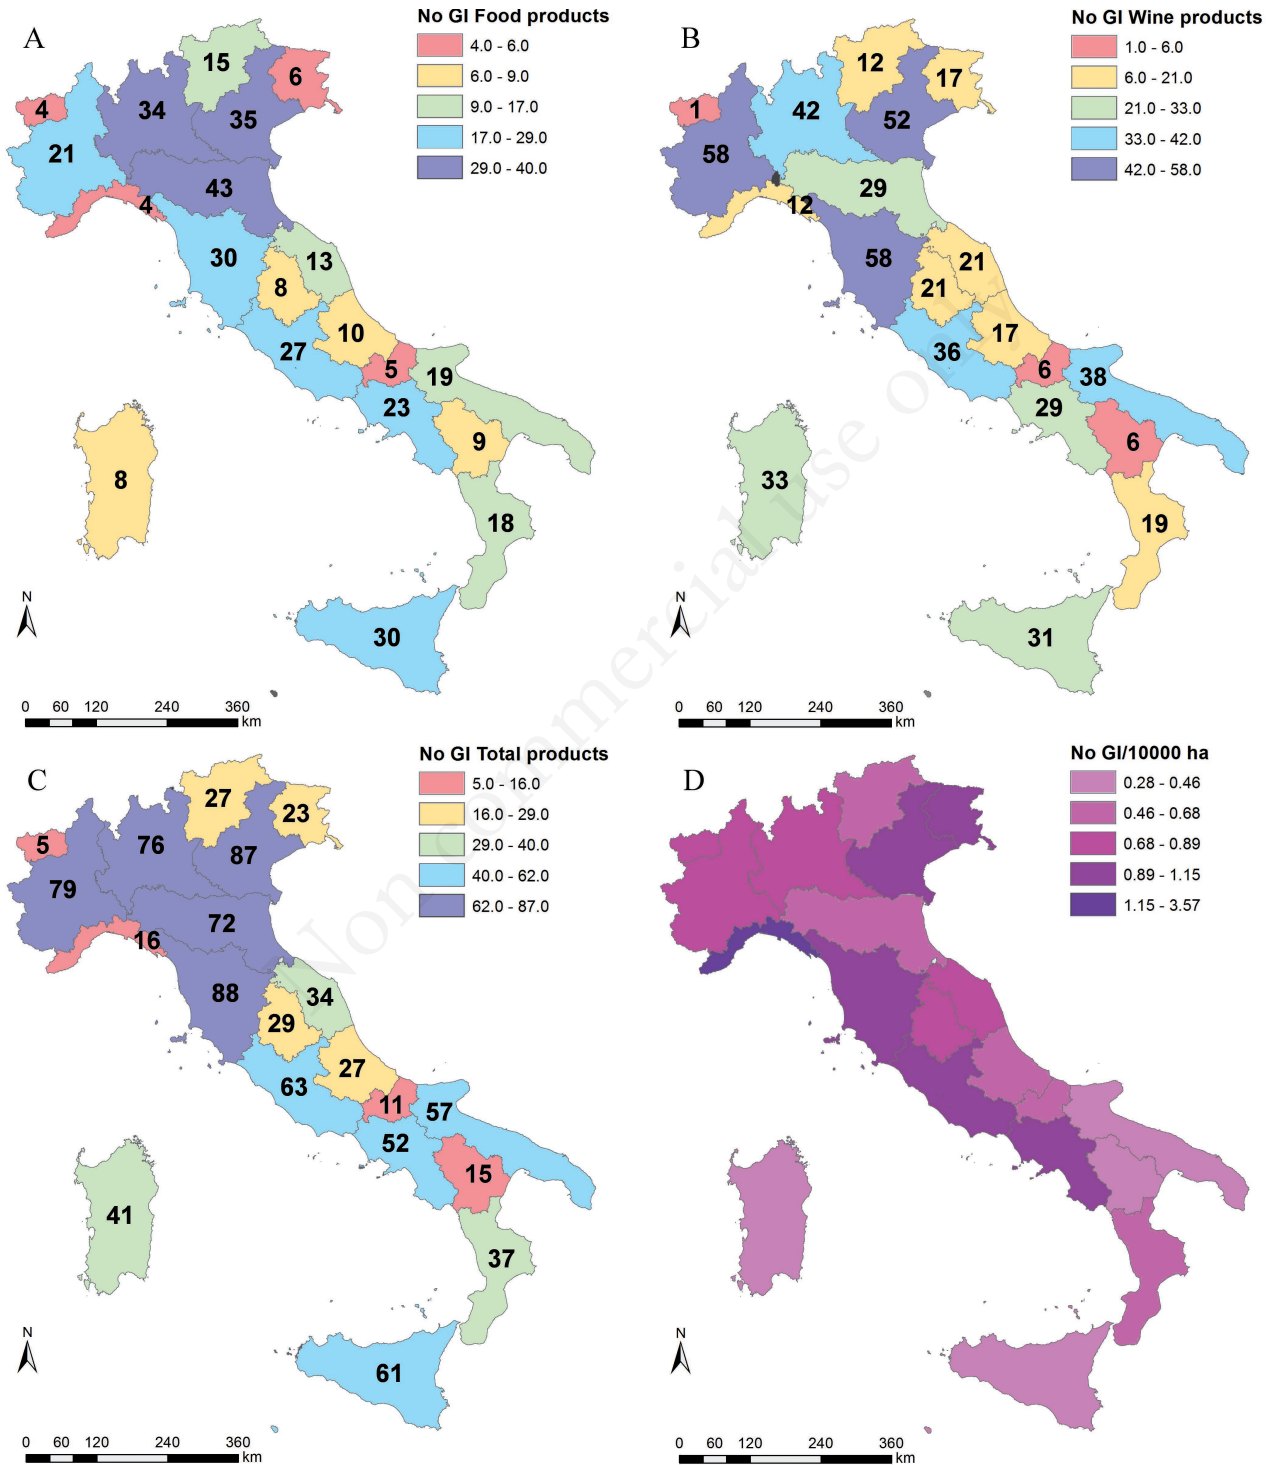 A
No GI Food products
4.0 - 6.0
6.0 - 9.0
9.0 - 17.0
17.0 - 29.0
29.0 - 40.0
15
6
4
34
35
21
43
4
30
13
8
10
27
5
19
23
9
8
18
30
N
0 60 120 240 360
km
B
No GI Wine products
1.0 - 6.0
6.0 - 21.0
21.0 - 33.0
33.0 - 42.0
42.0 - 58.0
12
17
1
42
52
58
29
12
58
21
21
17
36
6
38
29
6
33
19
31
N
0 60 120 240 360
km
C
No GI Total products
5.0 - 16.0
16.0 - 29.0
29.0 - 40.0
40.0 - 62.0
62.0 - 87.0
27
23
5
76
87
79
72
16
88
34
29
27
63
11
57
52
15
41
37
61
N
0 60 120 240 360
km
D
No GI/10000 ha
0.28 - 0.46
0.46 - 0.68
0.68 - 0.89
0.89 - 1.15
1.15 - 3.57
N
0 60 120 240 360
km
Non commercial use only